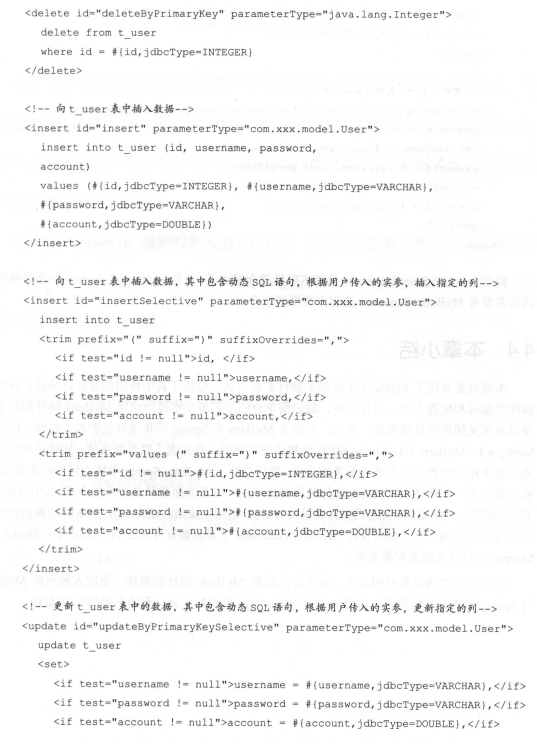 <delete id="deleteByPrimaryKey" parameterType="java.lang.Integer">
delete from t_user
where id = #{id,jdbcType=INTEGER}
</delete>
<!-- 向 t_user 表中插入数据-->
<insert id="insert" parameterType="com.xxx.model.User">
insert into t_user (id, username, password,
account)
values (#{id,jdbcType=INTEGER}, #{username,jdbcType=VARCHAR},
#{password,jdbcType=VARCHAR},
#{account,jdbcType=DOUBLE})
</insert>
<!-- 向 t_user 表中插入数据，其中包含动态 SQL 语句，根据用户传入的实参，插入指定的列-->
<insert id="insertSelective" parameterType="com.xxx.model.User">
insert into t_user
<trim prefix="(" suffix=")" suffixOverrides=",">
<if test="id != null">id, </if>
<if test="username != null">username,</if>
<if test="password != null">password,</if>
<if test="account != null">account,</if>
</trim>
<trim prefix="values (" suffix=")" suffixOverrides=",">
<if test="id != null">#{id,jdbcType=INTEGER},</if>
<if test="username != null">#{username,jdbcType=VARCHAR},</if>
<if test="password != null">#{password,jdbcType=VARCHAR},</if>
<if test="account != null">#{account,jdbcType=DOUBLE},</if>
</trim>
</insert>
<!-- 更新 t_user 表中的数据，其中包含动态 SQL 语句，根据用户传入的实参，更新指定的列-->
<update id="updateByPrimaryKeySelective" parameterType="com.xxx.model.User">
update t_user
<set>
<if test="username != null">username = #{username,jdbcType=VARCHAR},</if>
<if test="password != null">password = #{password,jdbcType=VARCHAR},</if>
<if test="account != null">account = #{account,jdbcType=DOUBLE},</if>